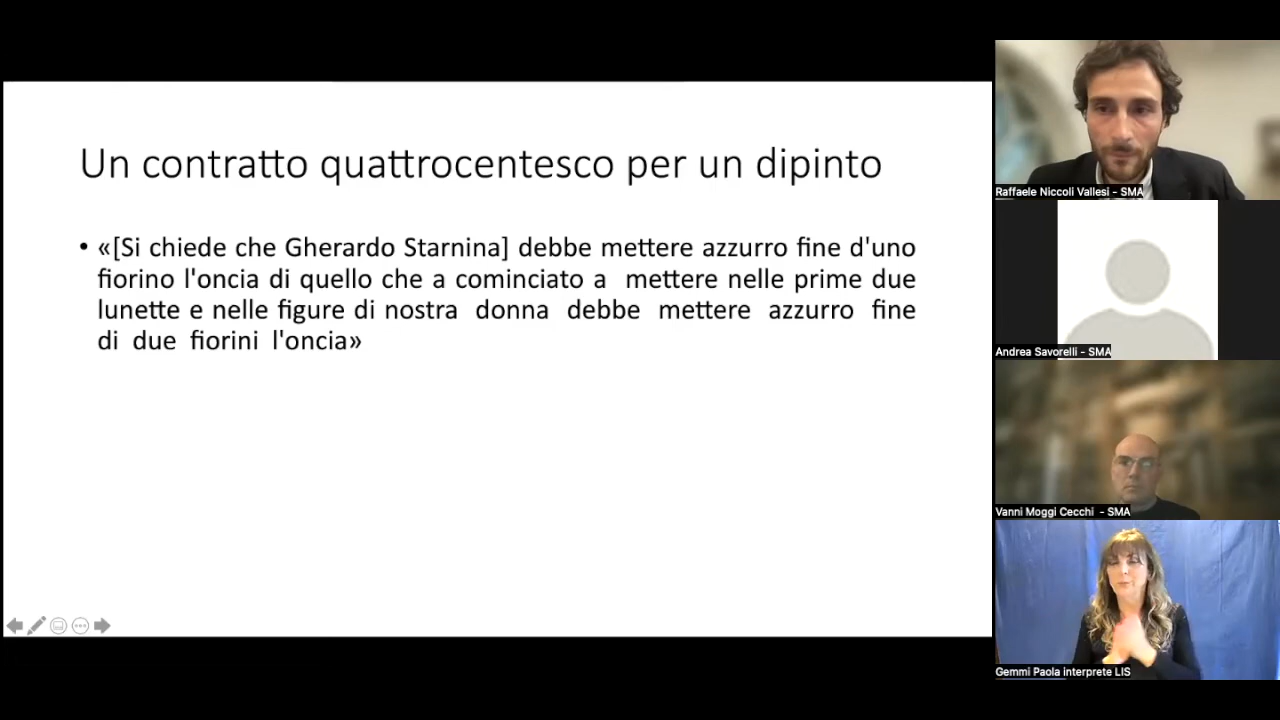 Un contratto quattrocentesco per un dipinto
• «[Si chiede che Gherardo Starnina] debbe mettere azzurro fine d'uno
fiorino l'oncia di quello che a cominciato a mettere nelle prime due
lunette e nelle figure di nostra donna debbe mettere azzurro fine
di due fiorini l'oncia»
Raffaele Niccoli Vallesi - SMA
Andrea Savorelli - SMA
Vanni Moggi Cecchi - SMA
Gemmi Paola interprete LIS